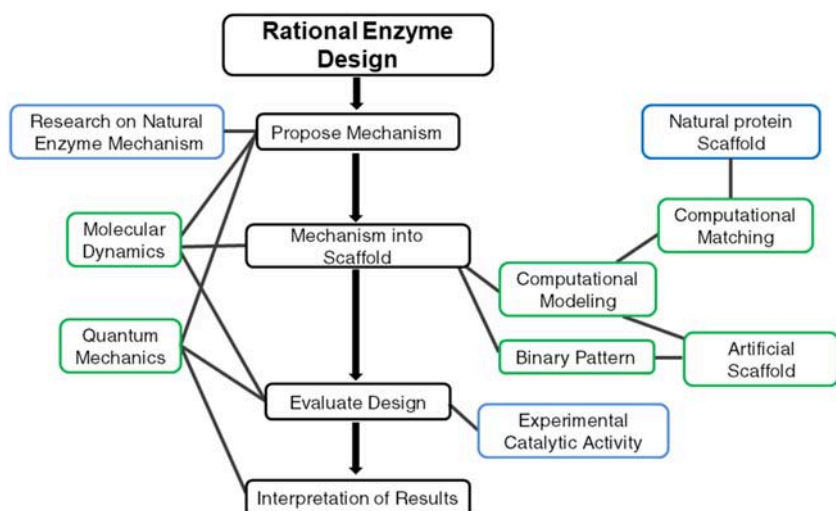 Rational Enzyme
Design
Research on Natural
Enzyme Mechanism
Propose Mechanism
Natural protein
Scaffold
Molecular
Dynamics
Mechanism into
Scaffold
Computational
Matching
Computational
Modeling
Quantum
Mechanics
Binary Pattern
Artificial
Scaffold
Evaluate Design
Experimental
Catalytic Activity
Interpretation of Results